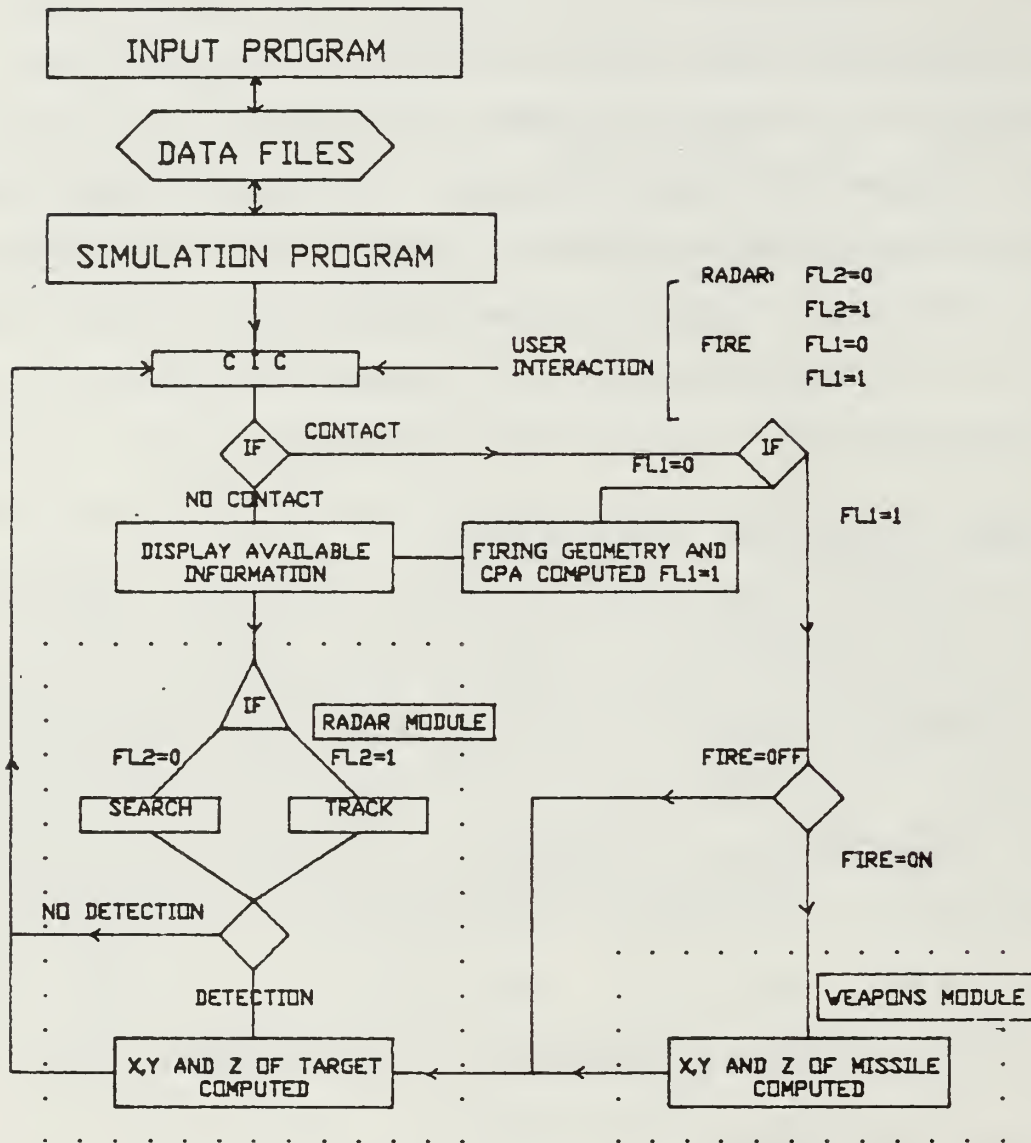 INPUT PROGRAM
DATA FILES
SIMULATION PROGRAM
RADAR FL2=0
FL2=1
FIRE FL1=0
FL1=1
USER
INTERACTION
C I C
IF
CONTACT
IF
FL1=0
NO CONTACT
FL1=1
DISPLAY AVAILABLE
INFORMATION
FIRING GEOMETRY AND
CPA COMPUTED FL1=1
IF
RADAR MODULE
FL2=0
FL2=1
FIRE=OFF
SEARCH
TRACK
FIRE=ON
NO DETECTION
DETECTION
WEAPONS MODULE
X,Y AND Z OF TARGET
COMPUTED
X,Y AND Z OF MISSILE
COMPUTED